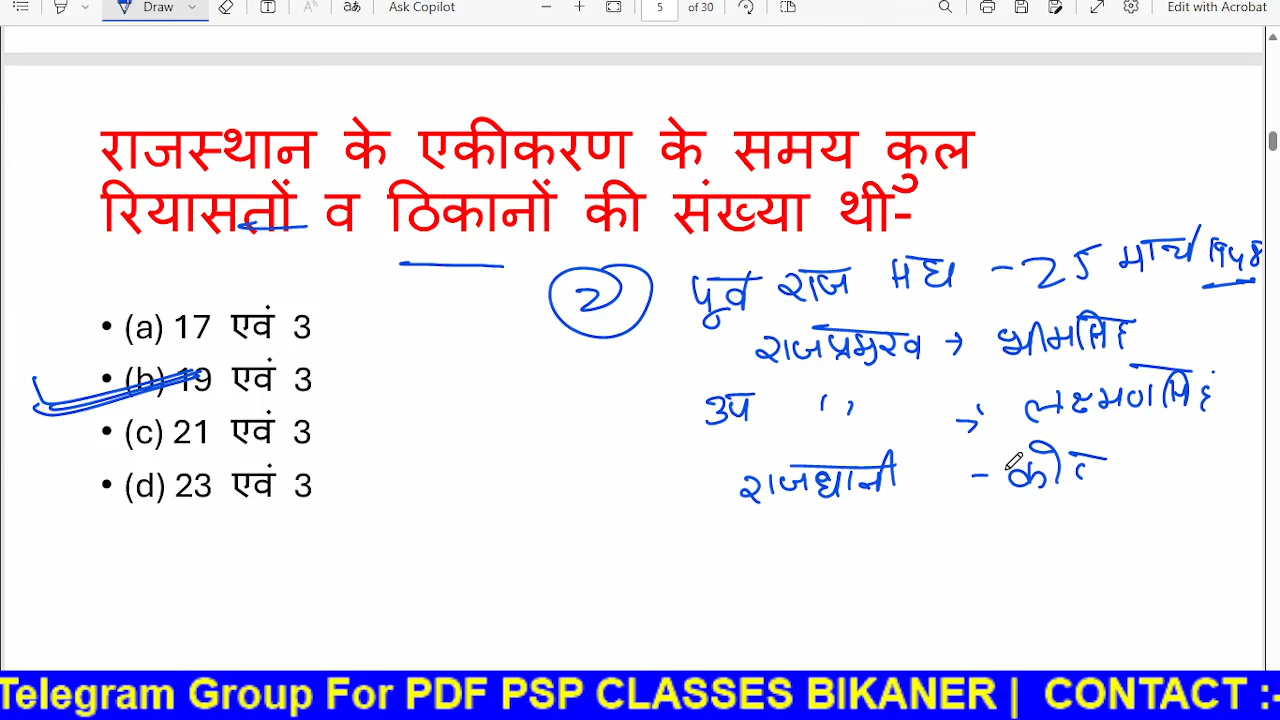 Draw Ask Copilot 5 of 30 Edit with Acrobat
राजस्थान के एकीकरण के समय कुल
रियासतों व ठिकानों की संख्या थी-
• (a) 17 एवं 3
• (b) 19 एवं 3
• (c) 21 एवं 3
• (d) 23 एवं 3
2 पूर्व राज संघ - 25 मार्च 1948
राजप्रमुख → भीमसिंह
उप " → लक्ष्मणसिंह
राजधानी - कोट
Telegram Group For PDF PSP CLASSES BIKANER | CONTACT :-